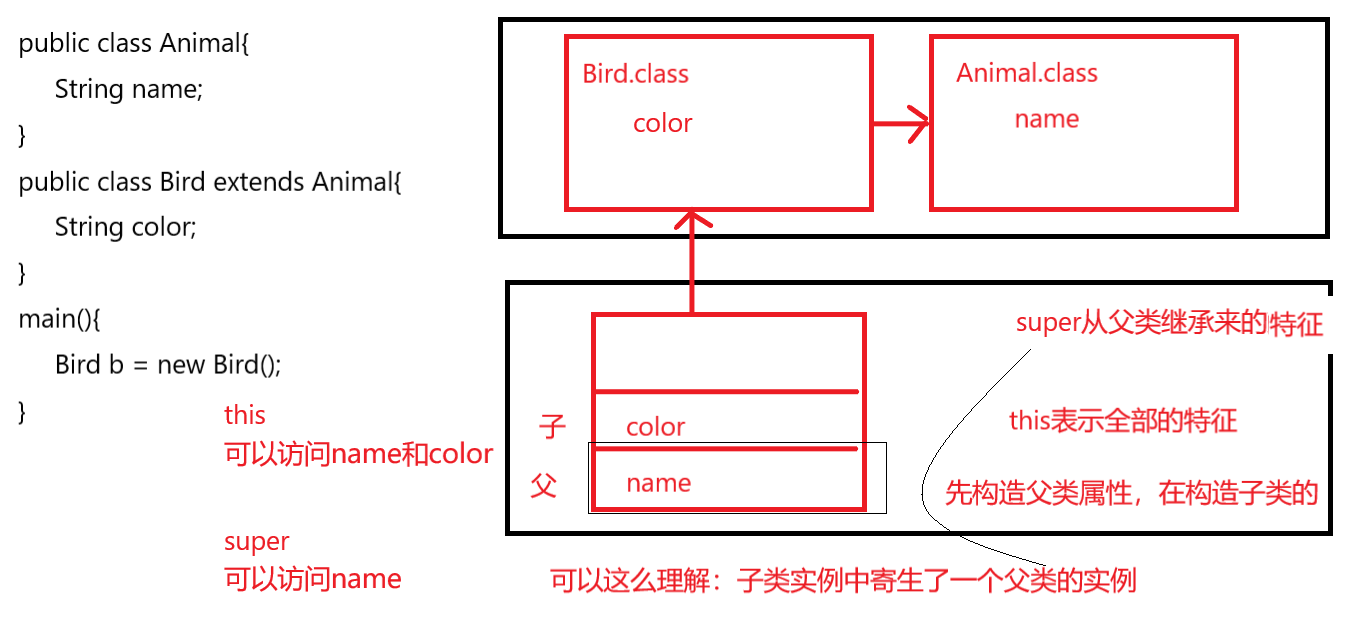 public class Animal{
String name;
}
public class Bird extends Animal{
String color;
}
main(){
Bird b = new Bird();
}
this
可以访问name和color
super
可以访问name
Bird.class
color
Animal.class
name
super从父类继承来的特征
子
color
this表示全部的特征
父
name
先构造父类属性，在构造子类的
可以这么理解：子类实例中寄生了一个父类的实例